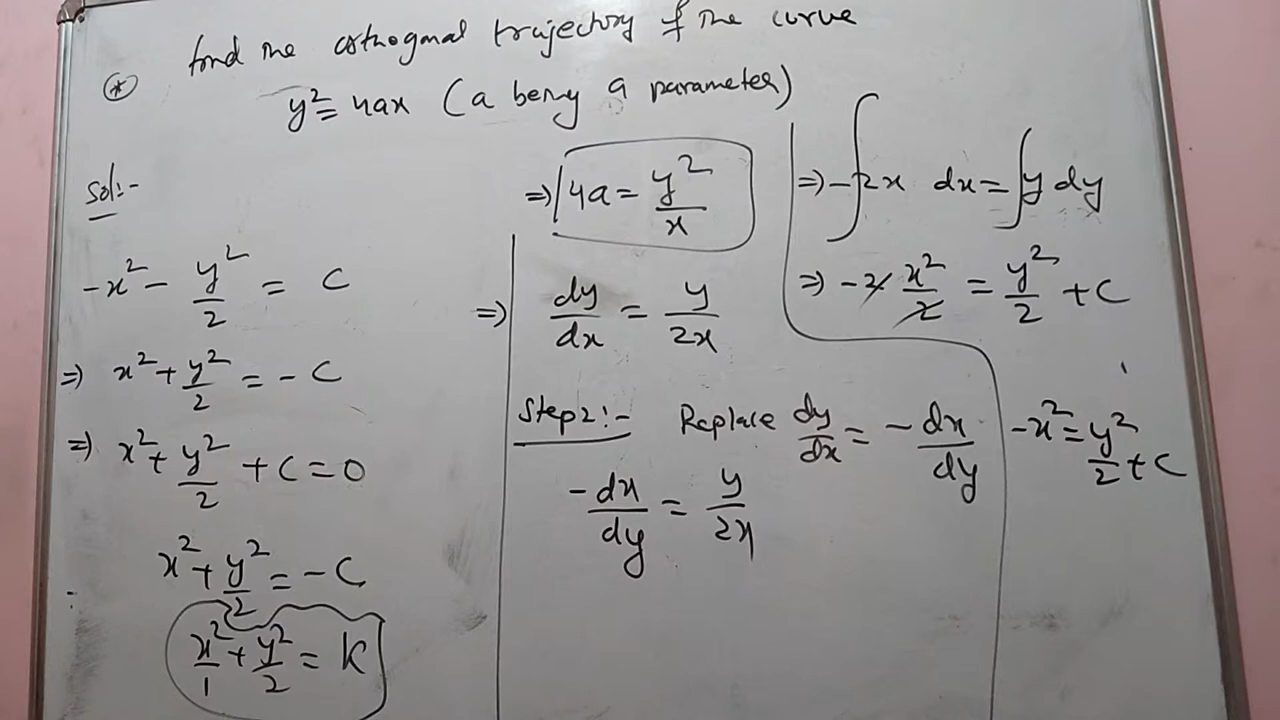 * find the orthogonal trajectory of the curve
y² = 4ax (a being a parameter)
Sol:-
-x² - y²/2 = C
⇒ x² + y²/2 = -C
⇒ x² + y²/2 + C = 0
x² + y²/2 = -C
x²/1 + y²/2 = K
⇒ 4a = y²/x
⇒ dy/dx = y/2x
Step2:- Replace dy/dx = -dx/dy
-dx/dy = y/2x
⇒ -∫2x dx = ∫y dy
⇒ -2 x²/2 = y²/2 + C
-x² = y²/2 + C